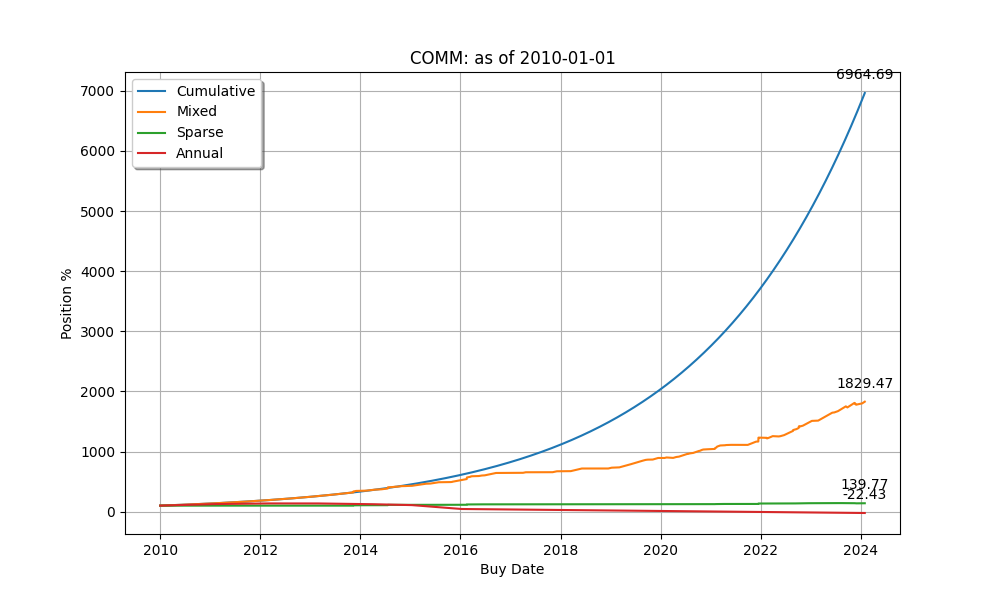 COMM: as of 2010-01-01
6964.69
Cumulative
Mixed
Sparse
Annual
7000
6000
5000
4000
3000
2000
1000
0
1829.47
139.77
-22.43
Position %
2010 2012 2014 2016 2018 2020 2022 2024
Buy Date